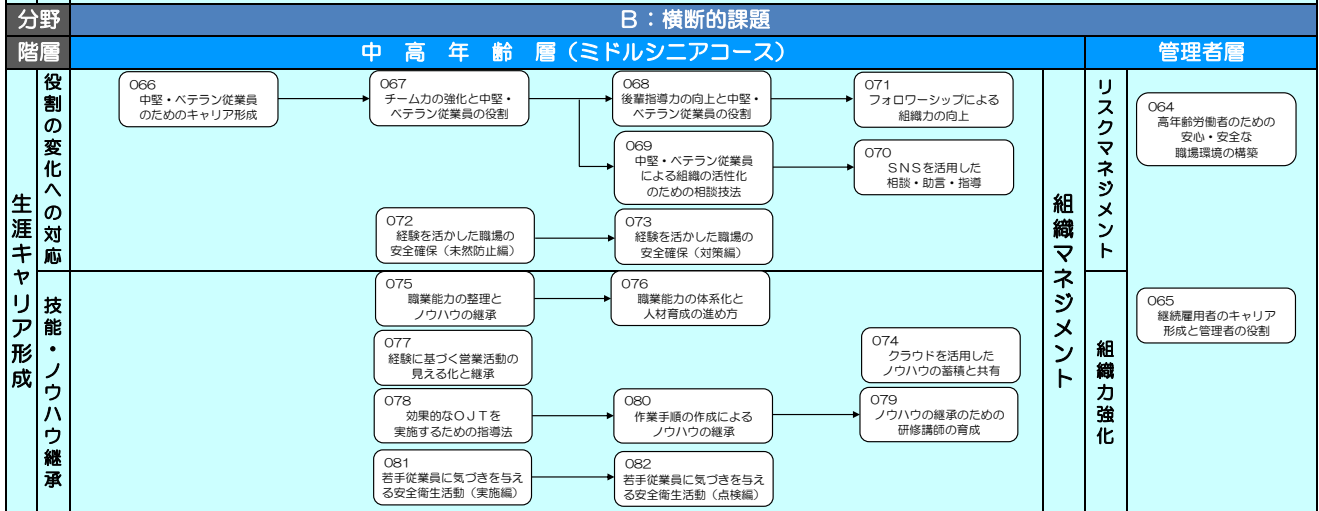 分野
B：横断的課題
階層
中高年齢層（ミドルシニアコース）
管理者層
生涯キャリア形成
役割の変化への対応
066
中堅・ベテラン従業員
のためのキャリア形成
067
チーム力の強化と中堅・
ベテラン従業員の役割
068
後輩指導力の向上と中堅・
ベテラン従業員の役割
071
フォロワーシップによる
組織力の向上
069
中堅・ベテラン従業員
による組織の活性化
のための相談技法
070
ＳＮＳを活用した
相談・助言・指導
072
経験を活かした職場の
安全確保（未然防止編）
073
経験を活かした職場の
安全確保（対策編）
技能・ノウハウ継承
075
職業能力の整理と
ノウハウの継承
076
職業能力の体系化と
人材育成の進め方
077
経験に基づく営業活動の
見える化と継承
074
クラウドを活用した
ノウハウの蓄積と共有
078
効果的なＯＪＴを
実施するための指導法
080
作業手順の作成による
ノウハウの継承
079
ノウハウの継承のための
研修講師の育成
081
若手従業員に気づきを与え
る安全衛生活動（実施編）
082
若手従業員に気づきを与え
る安全衛生活動（点検編）
組織マネジメント
リスクマネジメント
064
高年齢労働者のための
安心・安全な
職場環境の構築
組織力強化
065
継続雇用者のキャリア
形成と管理者の役割